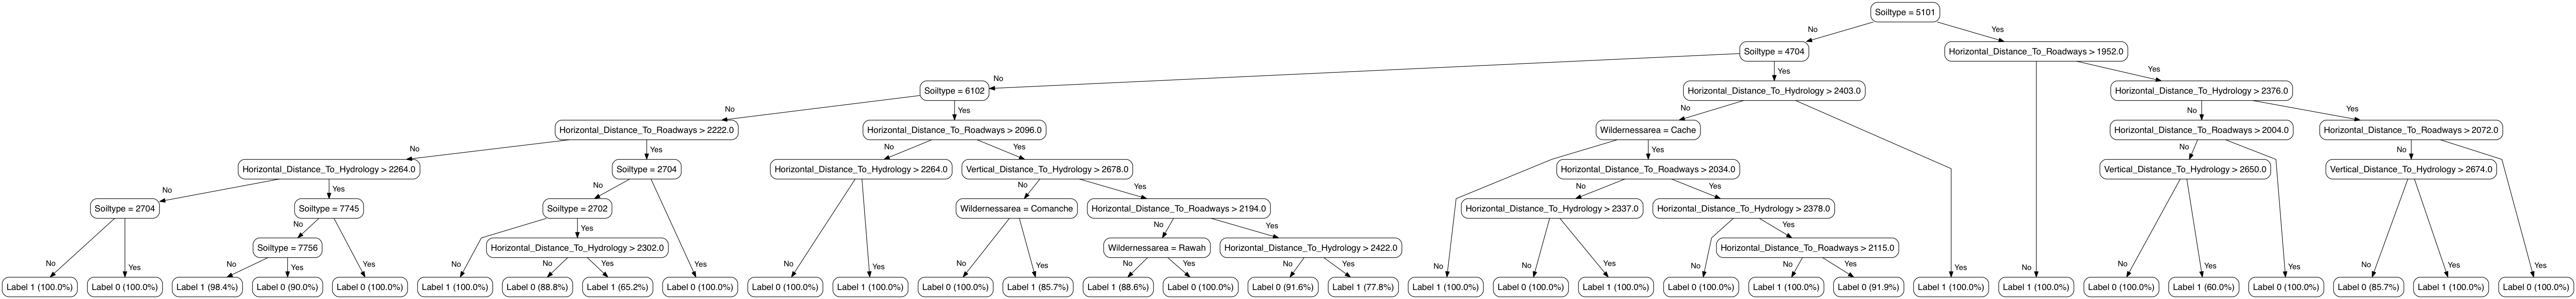 Soiltype = 5101
No
Yes
Soiltype = 4704
Horizontal_Distance_To_Roadways > 1952.0
No
Yes
Yes
Soiltype = 6102
Horizontal_Distance_To_Hydrology > 2403.0
Horizontal_Distance_To_Hydrology > 2376.0
No
Yes
No
No
Yes
Horizontal_Distance_To_Roadways > 2222.0
Horizontal_Distance_To_Roadways > 2096.0
Wildernessarea = Cache
Horizontal_Distance_To_Roadways > 2004.0
Horizontal_Distance_To_Roadways > 2072.0
No
Yes
No
Yes
Yes
No
No
Horizontal_Distance_To_Hydrology > 2264.0
Soiltype = 2704
Horizontal_Distance_To_Hydrology > 2264.0
Vertical_Distance_To_Hydrology > 2678.0
Horizontal_Distance_To_Roadways > 2034.0
Vertical_Distance_To_Hydrology > 2650.0
Vertical_Distance_To_Hydrology > 2674.0
No
Yes
No
No
Yes
No
Yes
Soiltype = 2704
Soiltype = 7745
Soiltype = 2702
Wildernessarea = Comanche
Horizontal_Distance_To_Roadways > 2194.0
Horizontal_Distance_To_Hydrology > 2337.0
Horizontal_Distance_To_Hydrology > 2378.0
No
Yes
No
Yes
Yes
Soiltype = 7756
Horizontal_Distance_To_Hydrology > 2302.0
Wildernessarea = Rawah
Horizontal_Distance_To_Hydrology > 2422.0
Horizontal_Distance_To_Roadways > 2115.0
No
Yes
No
Yes
Yes
No
No
Yes
Yes
No
Yes
No
Yes
No
Yes
No
Yes
No
No
Yes
No
No
Yes
Yes
No
No
Yes
Yes
No
Yes
Yes
Label 1 (100.0%)
Label 0 (100.0%)
Label 1 (98.4%)
Label 0 (90.0%)
Label 0 (100.0%)
Label 1 (100.0%)
Label 0 (88.8%)
Label 1 (65.2%)
Label 0 (100.0%)
Label 0 (100.0%)
Label 1 (100.0%)
Label 0 (100.0%)
Label 1 (85.7%)
Label 1 (88.6%)
Label 0 (100.0%)
Label 0 (91.6%)
Label 1 (77.8%)
Label 1 (100.0%)
Label 0 (100.0%)
Label 1 (100.0%)
Label 0 (100.0%)
Label 1 (100.0%)
Label 0 (91.9%)
Label 1 (100.0%)
Label 1 (100.0%)
Label 0 (100.0%)
Label 1 (60.0%)
Label 0 (100.0%)
Label 0 (85.7%)
Label 1 (100.0%)
Label 0 (100.0%)